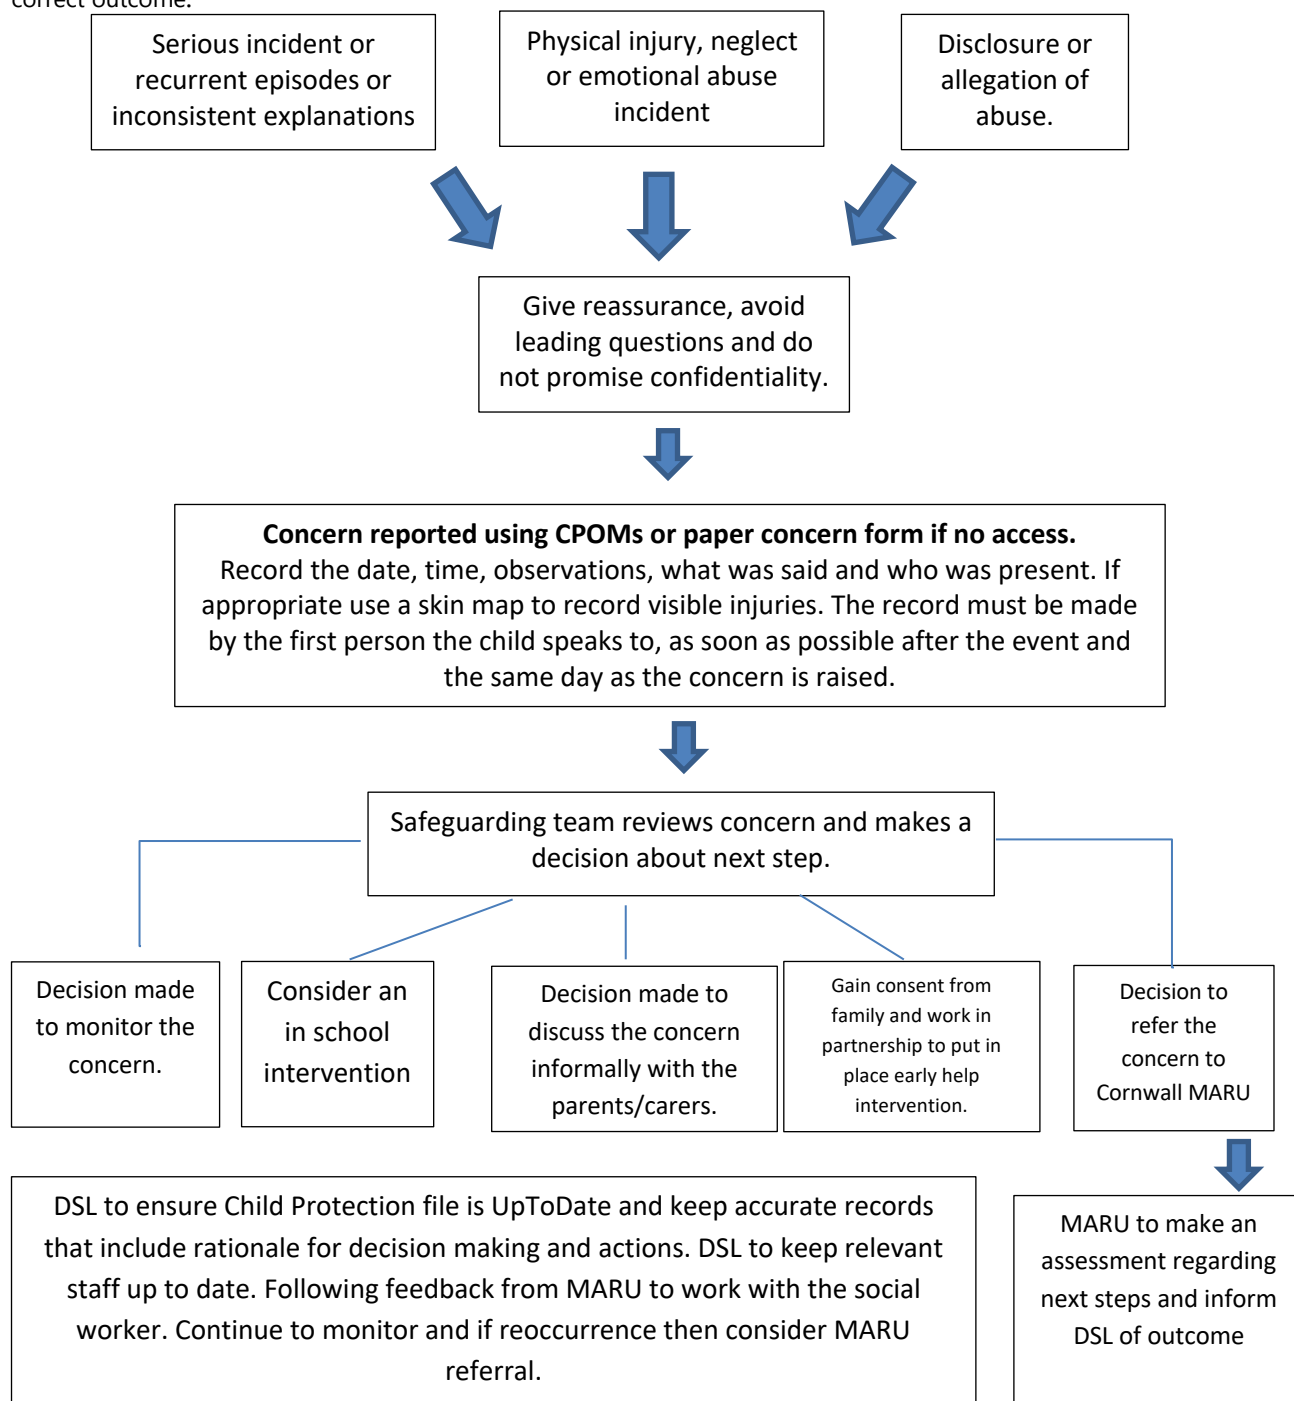 correct outcome.
Serious incident or
recurrent episodes or
inconsistent explanations
Physical injury, neglect
or emotional abuse
incident
Disclosure or
allegation of
abuse.
Give reassurance, avoid
leading questions and do
not promise confidentiality.
Concern reported using CPOMs or paper concern form if no access.
Record the date, time, observations, what was said and who was present. If
appropriate use a skin map to record visible injuries. The record must be made
by the first person the child speaks to, as soon as possible after the event and
the same day as the concern is raised.
Safeguarding team reviews concern and makes a
decision about next step.
Decision made
to monitor the
concern.
Consider an
in school
intervention
Decision made to
discuss the concern
informally with the
parents/carers.
Gain consent from
family and work in
partnership to put in
place early help
intervention.
Decision to
refer the
concern to
Cornwall MARU
DSL to ensure Child Protection file is UpToDate and keep accurate records
that include rationale for decision making and actions. DSL to keep relevant
staff up to date. Following feedback from MARU to work with the social
worker. Continue to monitor and if reoccurrence then consider MARU
referral.
MARU to make an
assessment regarding
next steps and inform
DSL of outcome